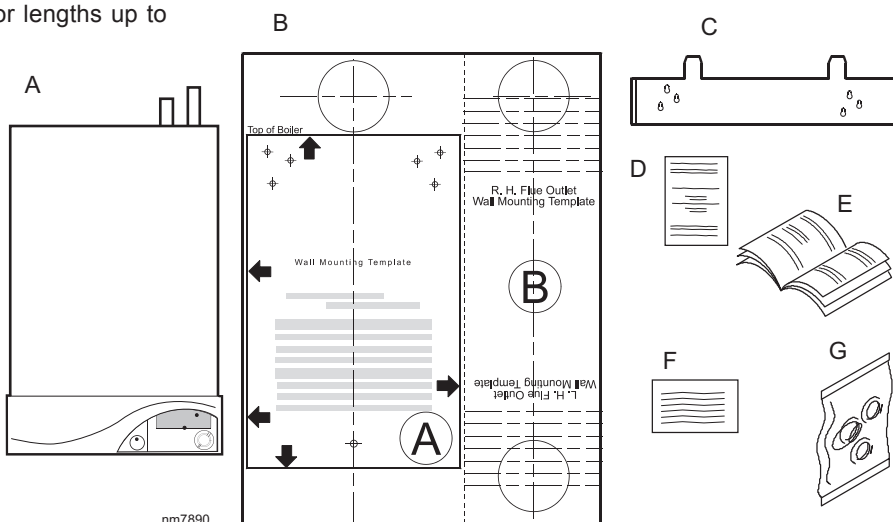 or lengths up to
A
B
C
Top of Boiler
R. H. Flue Outlet
Wall Mounting Template
D
E
Wall Mounting Template
B
L. H. Flue Outlet
Wall Mounting Template
F
G
A
nm7890